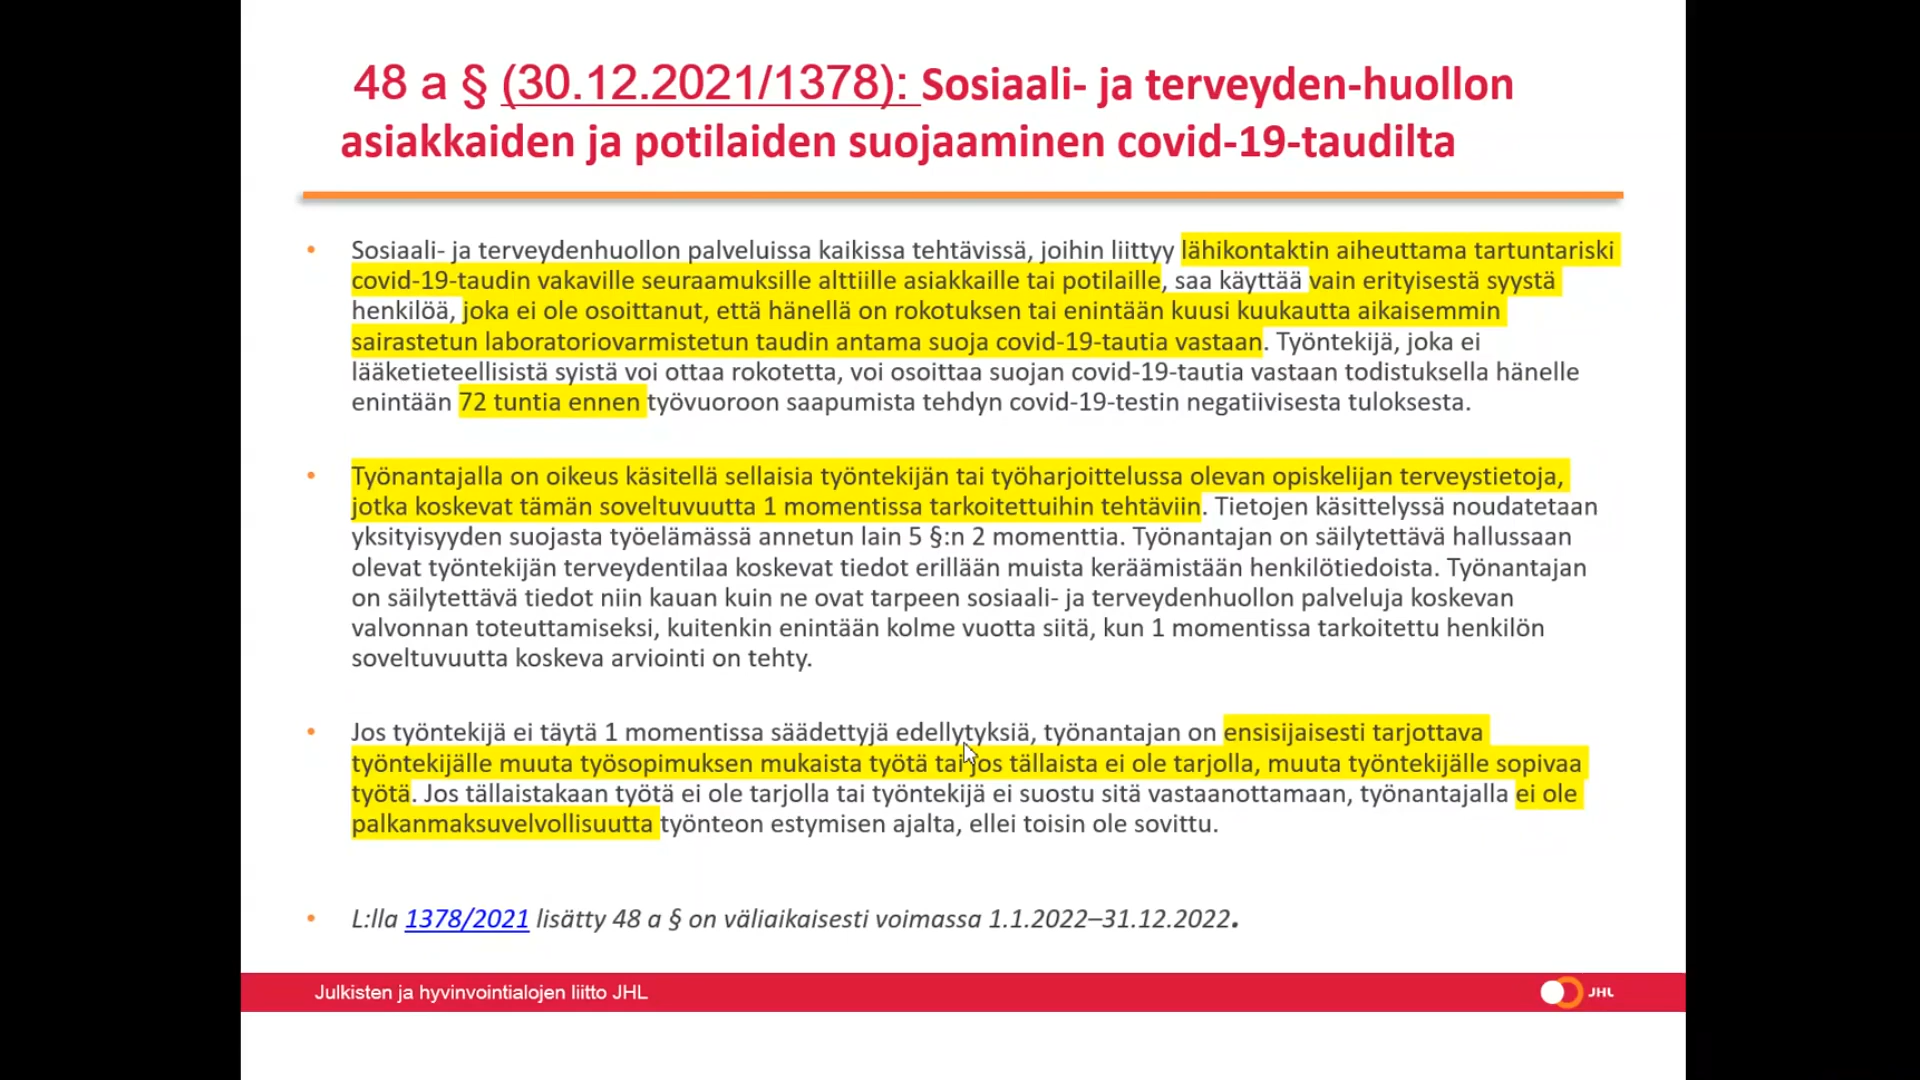 48 a § (30.12.2021/1378): Sosiaali- ja terveyden-huollon
asiakkaiden ja potilaiden suojaaminen covid-19-taudilta
• Sosiaali- ja terveydenhuollon palveluissa kaikissa tehtävissä, joihin liittyy lähikontaktin aiheuttama tartuntariski
covid-19-taudin vakaville seuraamuksille alttiille asiakkaille tai potilaille, saa käyttää vain erityisestä syystä
henkilöä, joka ei ole osoittanut, että hänellä on rokotuksen tai enintään kuusi kuukautta aikaisemmin
sairastetun laboratoriovarmistetun taudin antama suoja covid-19-tautia vastaan. Työntekijä, joka ei
lääketieteellisistä syistä voi ottaa rokotetta, voi osoittaa suojan covid-19-tautia vastaan todistuksella hänelle
enintään 72 tuntia ennen työvuoroon saapumista tehdyn covid-19-testin negatiivisesta tuloksesta.
• Työnantajalla on oikeus käsitellä sellaisia työntekijän tai työharjoittelussa olevan opiskelijan terveystietoja,
jotka koskevat tämän soveltuvuutta 1 momentissa tarkoitettuihin tehtäviin. Tietojen käsittelyssä noudatetaan
yksityisyyden suojasta työelämässä annetun lain 5 §:n 2 momenttia. Työnantajan on säilytettävä hallussaan
olevat työntekijän terveydentilaa koskevat tiedot erillään muista keräämistään henkilötiedoista. Työnantajan
on säilytettävä tiedot niin kauan kuin ne ovat tarpeen sosiaali- ja terveydenhuollon palveluja koskevan
valvonnan toteuttamiseksi, kuitenkin enintään kolme vuotta siitä, kun 1 momentissa tarkoitettu henkilön
soveltuvuutta koskeva arviointi on tehty.
• Jos työntekijä ei täytä 1 momentissa säädettyjä edellytyksiä, työnantajan on ensisijaisesti tarjottava
työntekijälle muuta työsopimuksen mukaista työtä tai jos tällaista ei ole tarjolla, muuta työntekijälle sopivaa
työtä. Jos tällaistakaan työtä ei ole tarjolla tai työntekijä ei suostu sitä vastaanottamaan, työnantajalla ei ole
palkanmaksuvelvollisuutta työnteon estymisen ajalta, ellei toisin ole sovittu.
• L:lla 1378/2021 lisätty 48 a § on väliaikaisesti voimassa 1.1.2022–31.12.2022.
Julkisten ja hyvinvointialojen liitto JHL
JHL